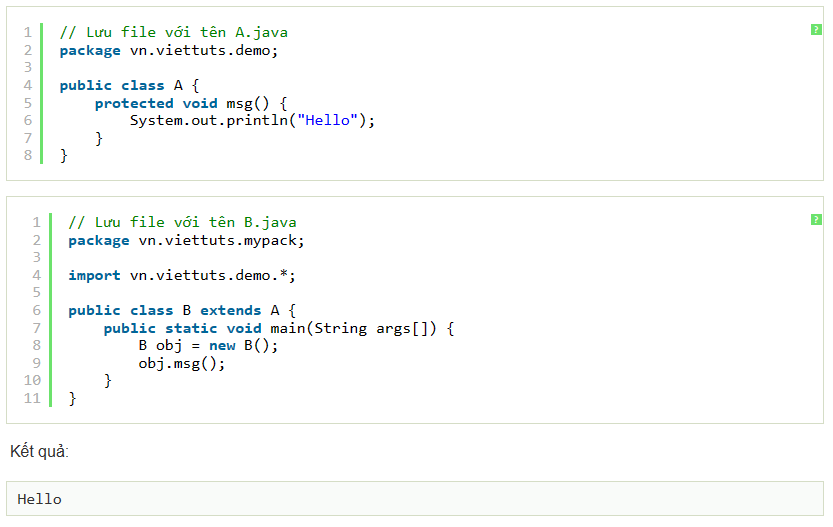 1 // Lưu file với tên A.java
2 package vn.viettuts.demo;
3
4 public class A {
5     protected void msg() {
6         System.out.println("Hello");
7     }
8 }
?
1 // Lưu file với tên B.java
2 package vn.viettuts.mypack;
3
4 import vn.viettuts.demo.*;
5
6 public class B extends A {
7     public static void main(String args[]) {
8         B obj = new B();
9         obj.msg();
10     }
11 }
?
Kết quả:
Hello